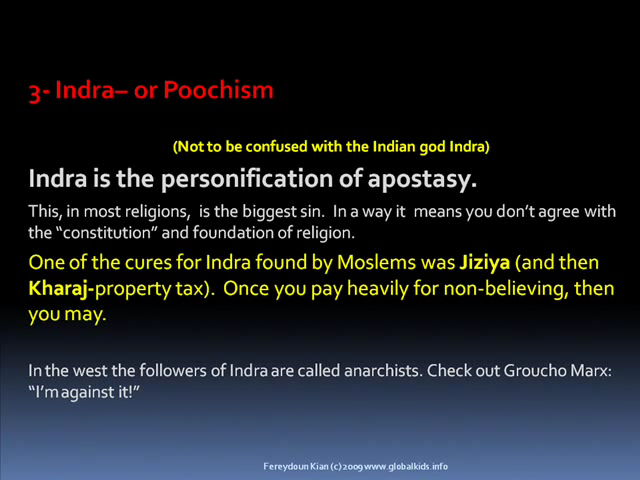 3- Indra– or Poochism
(Not to be confused with the Indian god Indra)
Indra is the personification of apostasy.
This, in most religions, is the biggest sin. In a way it means you don't agree with
the “constitution” and foundation of religion.
One of the cures for Indra found by Moslems was Jiziya (and then
Kharaj-property tax). Once you pay heavily for non-believing, then
you may.
In the west the followers of Indra are called anarchists. Check out Groucho Marx:
“I'm against it!”
Fereydoun Kian (c) 2009 www.globalkids.info